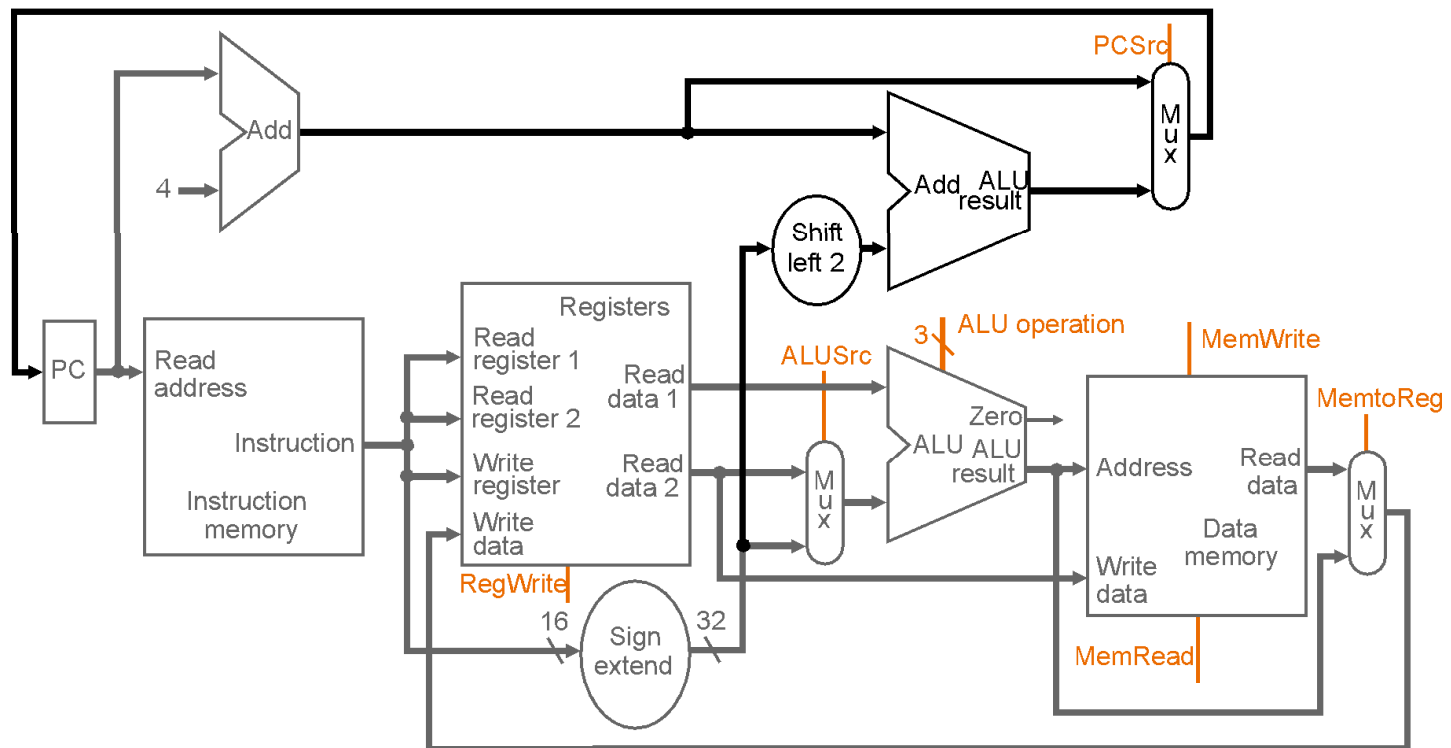 PCSrc
M
u
x
Add
4
Add
ALU
result
Shift
left 2
Registers
PC
Read
address
Instruction
Instruction
memory
Read
register 1
Read
register 2
Write
register
Write
data
Read
data 1
Read
data 2
RegWrite
16
Sign
extend
32
ALUSrc
M
u
x
3
ALU operation
Zero
ALU
ALU
result
MemWrite
Address
Read
data
Data
memory
Write
data
MemRead
MemtoReg
M
u
x